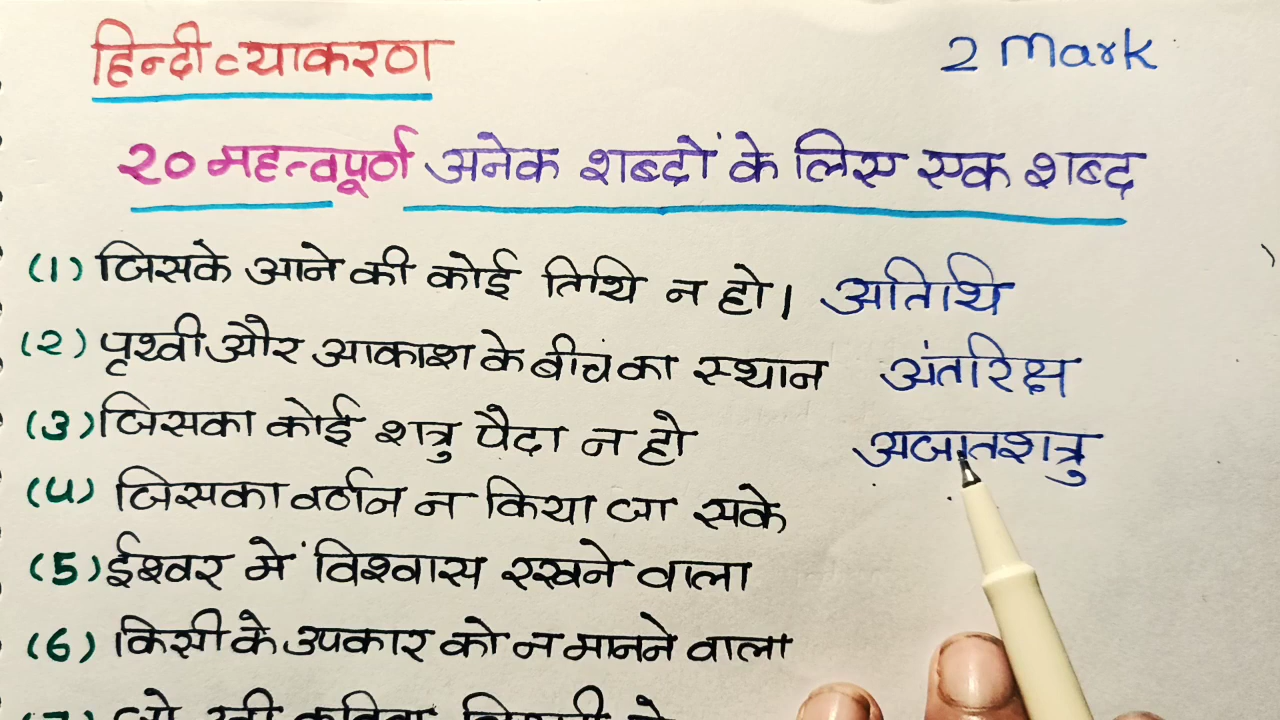 हिन्दी व्याकरण 2 Mark
२० महत्वपूर्ण अनेक शब्दों के लिए एक शब्द
(1) जिसके आने की कोई तिथि न हो। अतिथि
(२) पृथ्वी और आकाश के बीच का स्थान अंतरिक्ष
(3) जिसका कोई शत्रु पैदा न हो अजातशत्रु
(4) जिसका वर्णन न किया जा सके
(5) ईश्वर में विश्वास रखने वाला
(6) किसी के उपकार को न मानने वाला